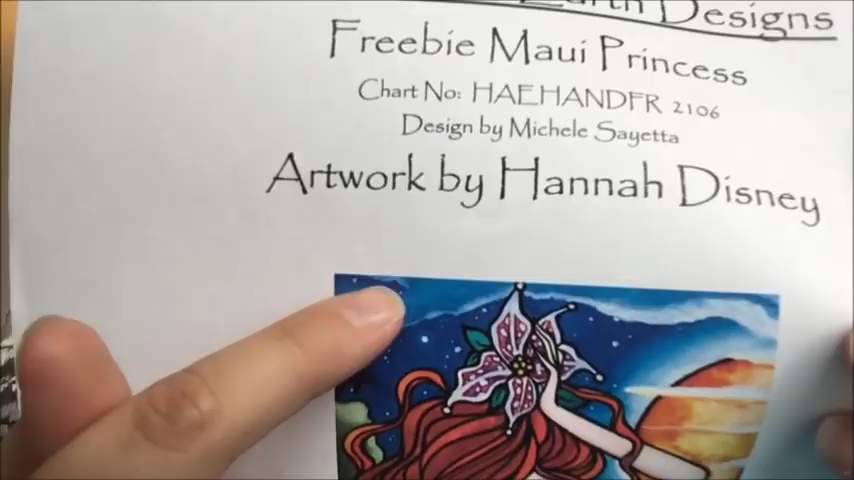 Designs
Freebie Maui Princess
Chart No: HAEHANDFR 2106
Design by Michele Sayetta
Artwork by Hannah Disney